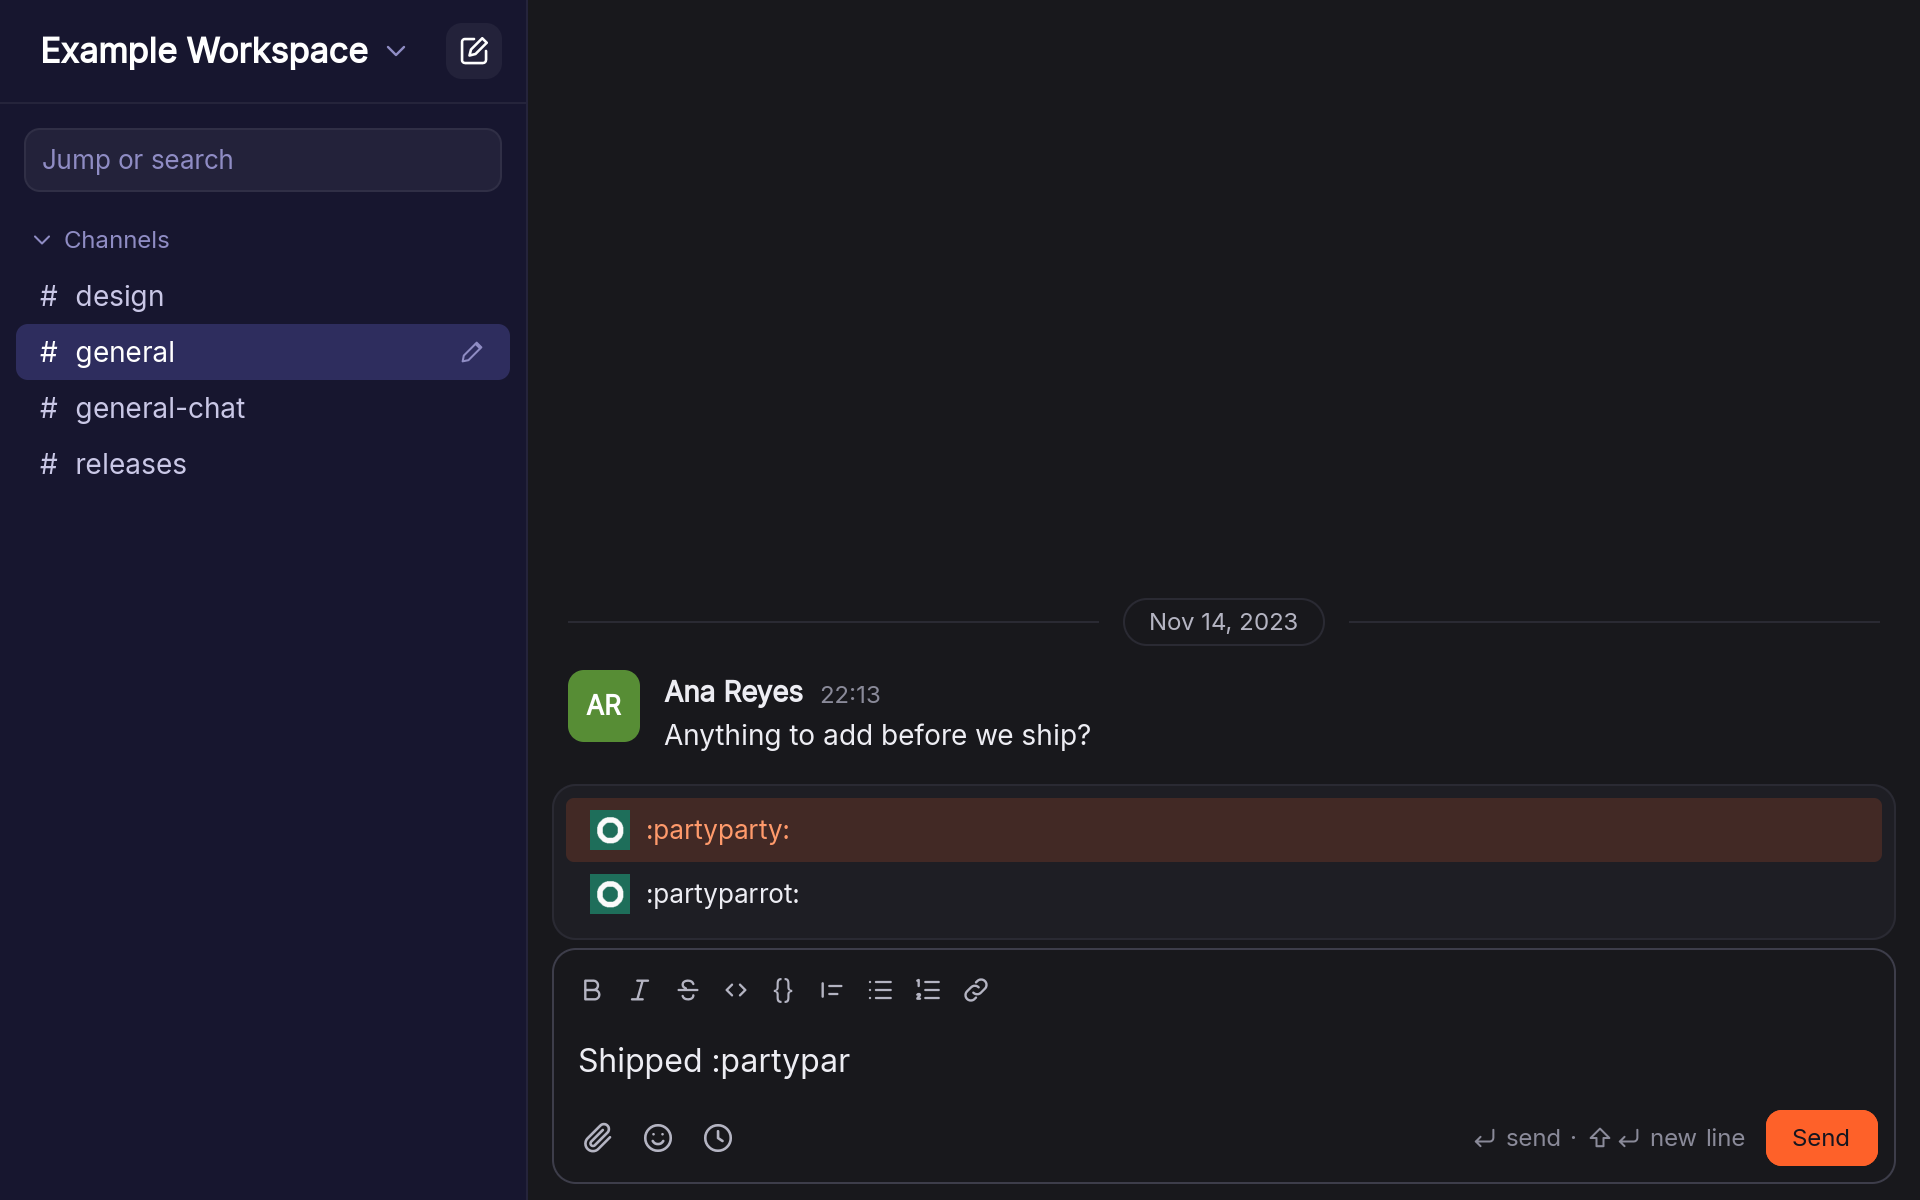 Example Workspace
Jump or search
Channels
# design
# general
# general-chat
# releases
Nov 14, 2023
AR
Ana Reyes 22:13
Anything to add before we ship?
:partyparty:
:partyparrot:
Shipped :partypar
send · new line
Send